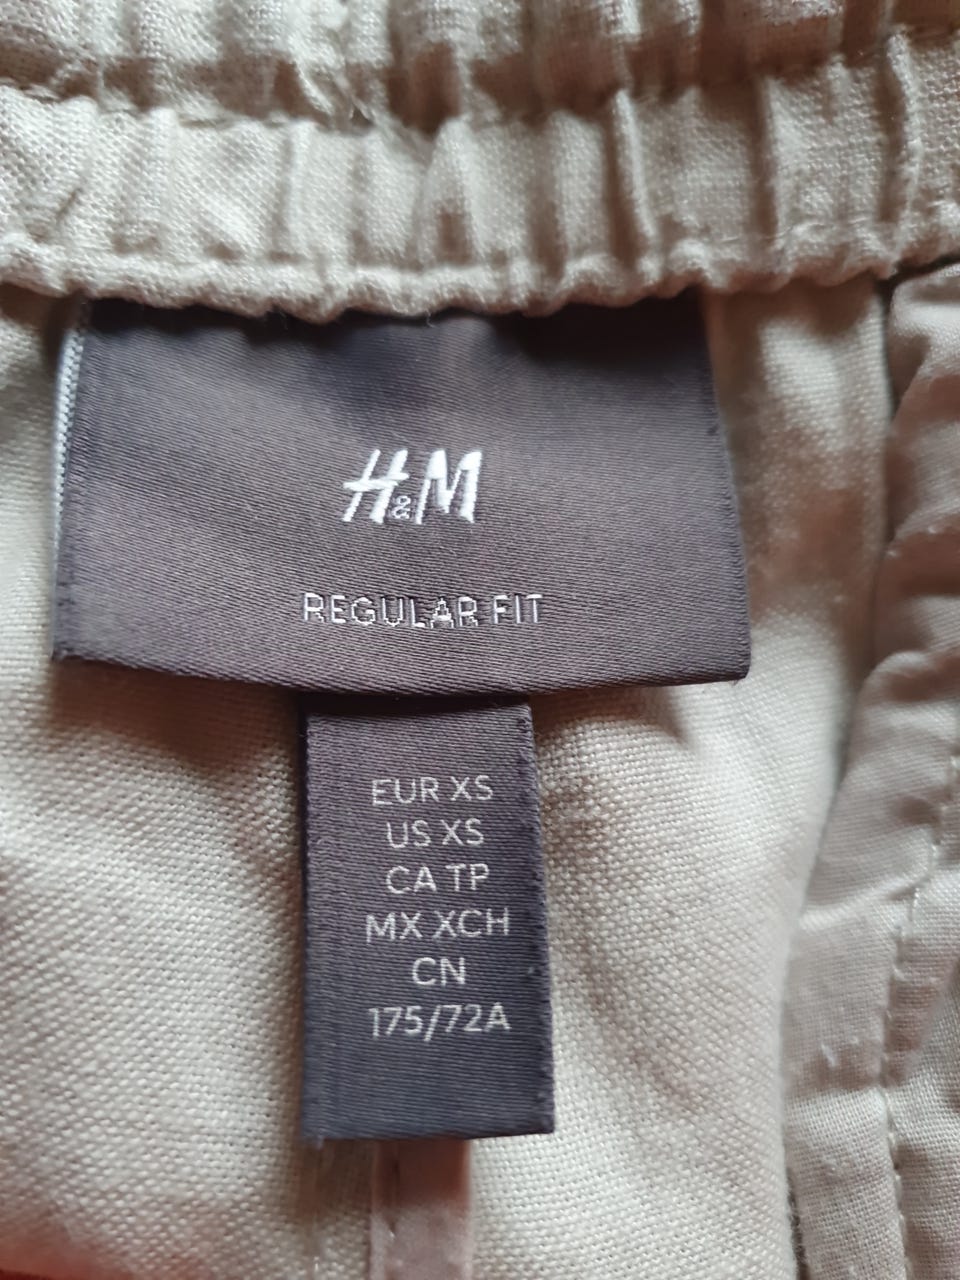 H&M
REGULAR FIT
EUR XS
US XS
CA TP
MX XCH
CN
175/72A